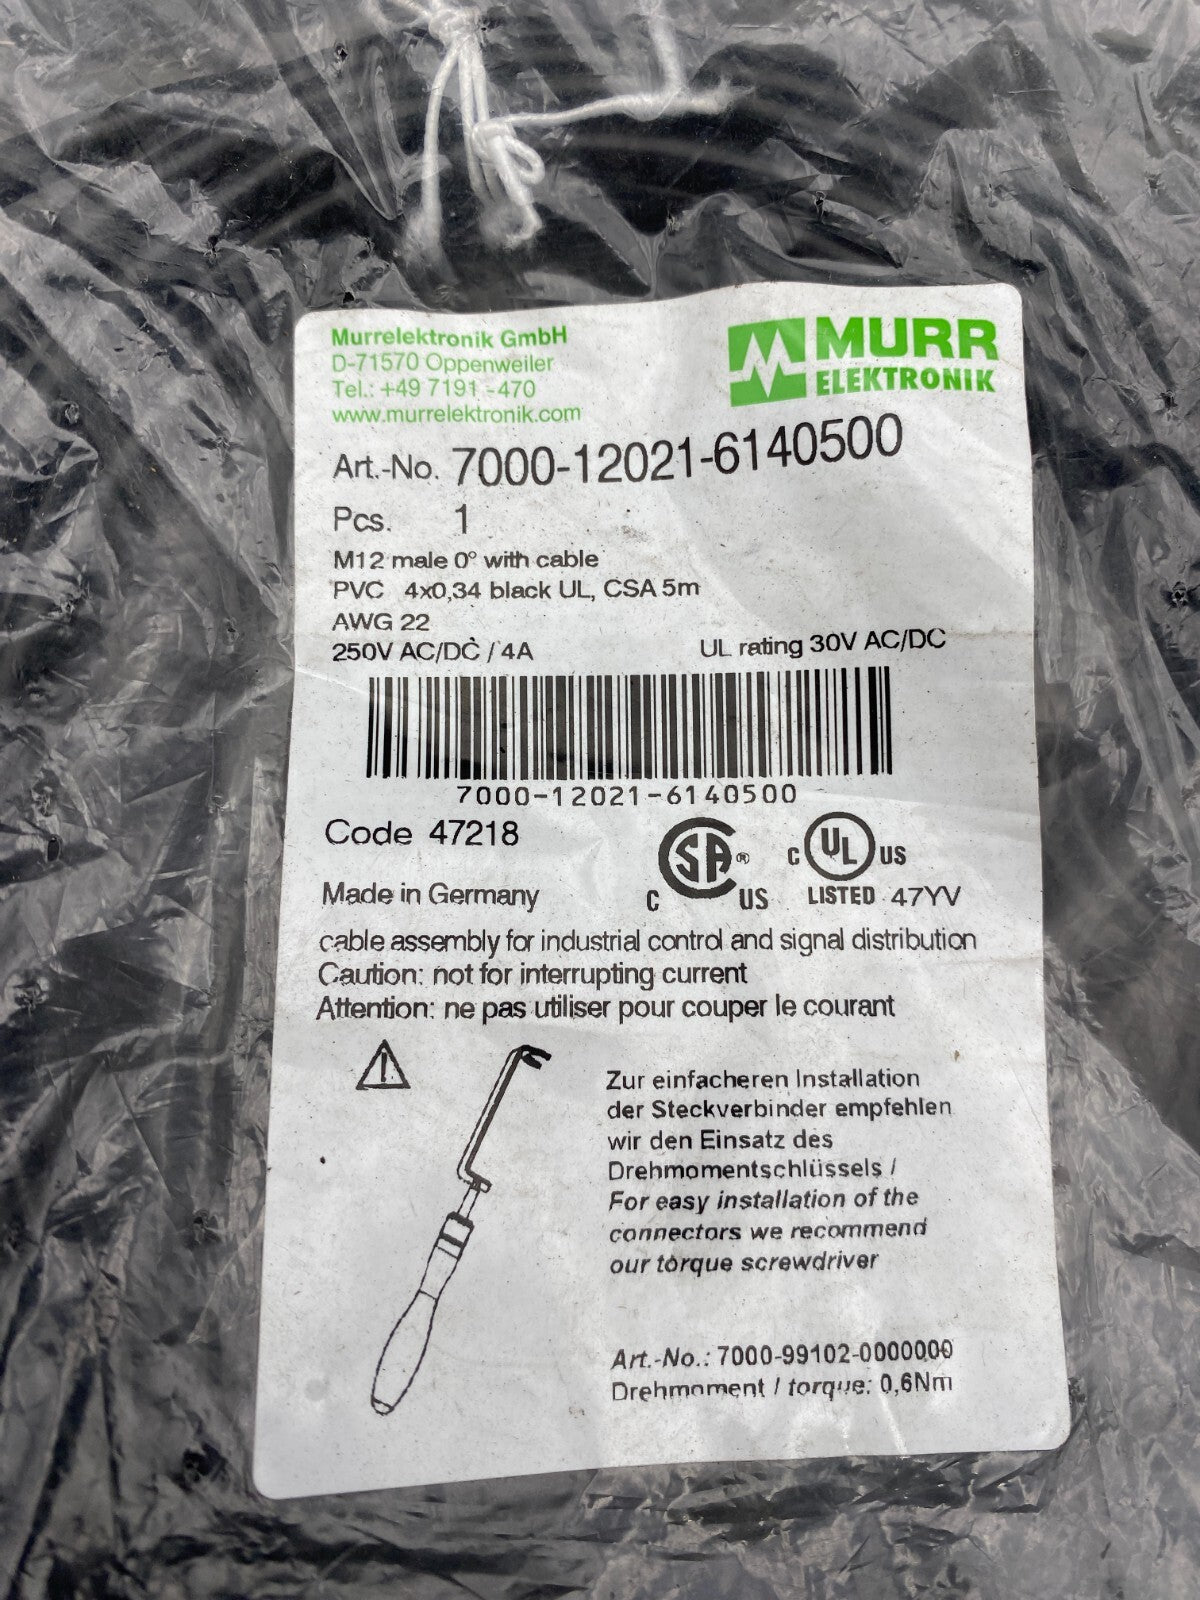 Murrelektronik GmbH
D-71570 Oppenweiler
Tel.: +49 7191 -470
www.murrelektronik.com
MURR
ELEKTRONIK
Art.-No. 7000-12021-6140500
Pcs. 1
M12 male 0° with cable
PVC 4x0,34 black UL, CSA 5m
AWG 22
250V AC/DC / 4A UL rating 30V AC/DC
7000-12021-6140500
Code 47218
C SA ® US
C UL US
LISTED 47YV
Made in Germany
cable assembly for industrial control and signal distribution
Caution: not for interrupting current
Attention: ne pas utiliser pour couper le courant
Zur einfacheren Installation
der Steckverbinder empfehlen
wir den Einsatz des
Drehmomentschlüssels /
For easy installation of the
connectors we recommend
our torque screwdriver
Art.-No.: 7000-99102-0000000
Drehmoment / torque: 0,6Nm